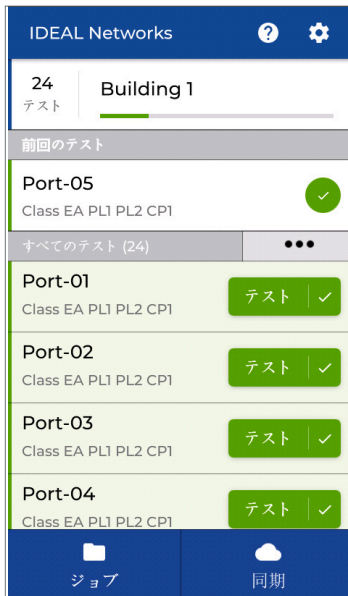 IDEAL Networks
24
テスト
Building 1
前回のテスト
Port-05
Class EA PL1 PL2 CP1
すべてのテスト (24)
Port-01
Class EA PL1 PL2 CP1
テスト
Port-02
Class EA PL1 PL2 CP1
テスト
Port-03
Class EA PL1 PL2 CP1
テスト
Port-04
Class EA PL1 PL2 CP1
テスト
ジョブ
同期